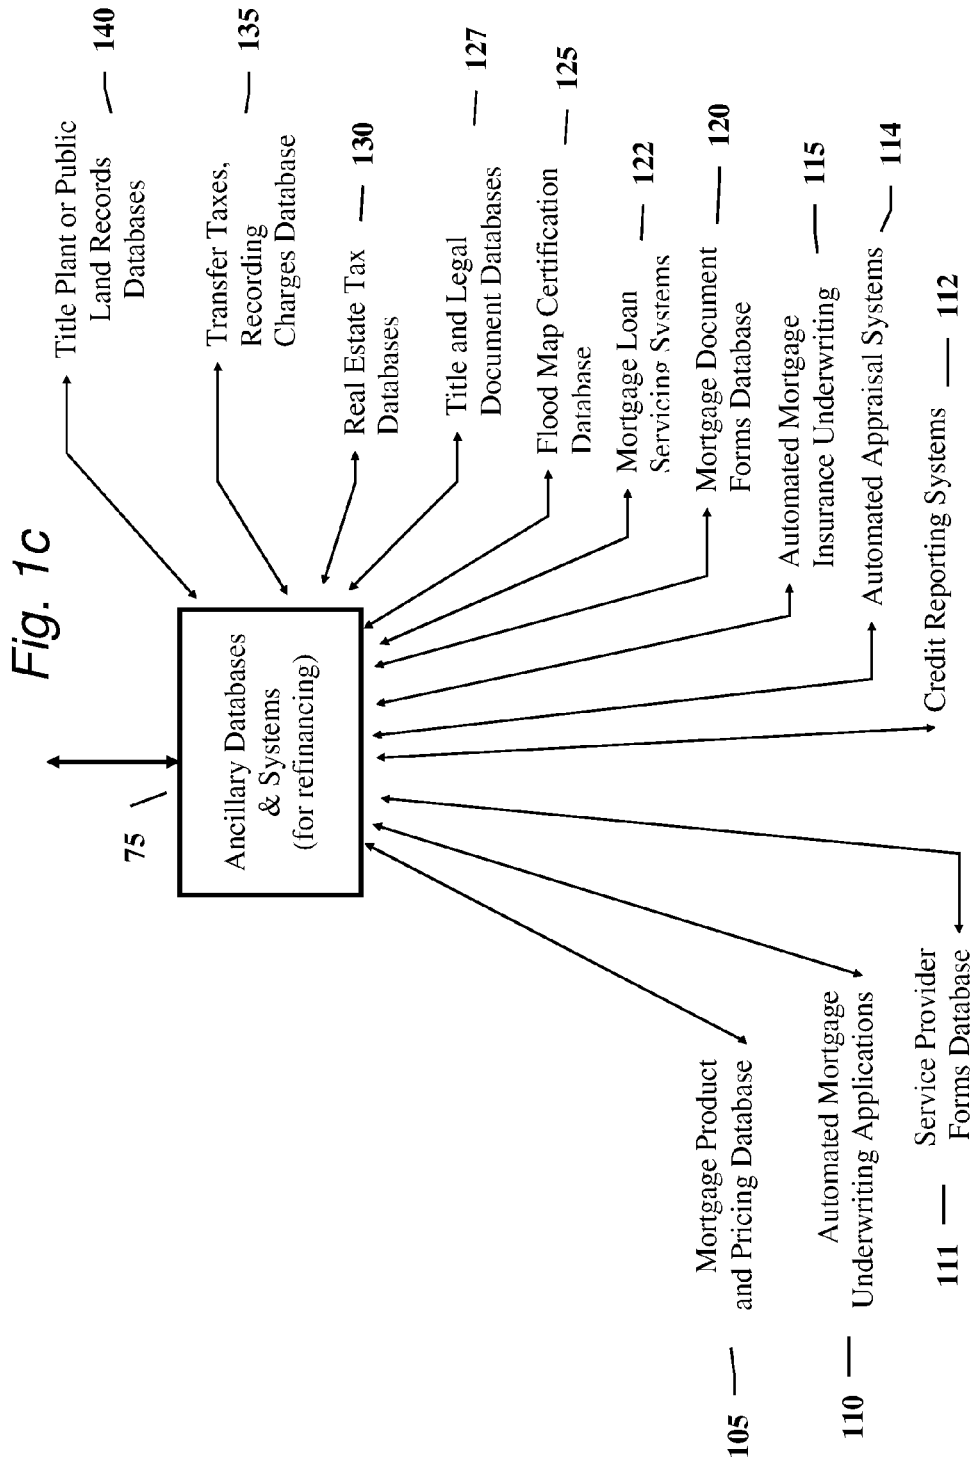 Fig. 1c
75
Ancillary Databases
& Systems
(for refinancing)
Title Plant or Public
Land Records
Databases
140
Transfer Taxes,
Recording
Charges Database
135
Real Estate Tax
Databases
130
Title and Legal
Document Databases
127
Flood Map Certification
Database
125
Mortgage Loan
Servicing Systems
122
Mortgage Document
Forms Database
120
Automated Mortgage
Insurance Underwriting
115
Automated Appraisal Systems
114
Credit Reporting Systems
112
Service Provider
Forms Database
111
Automated Mortgage
Underwriting Applications
110
Mortgage Product
and Pricing Database
105